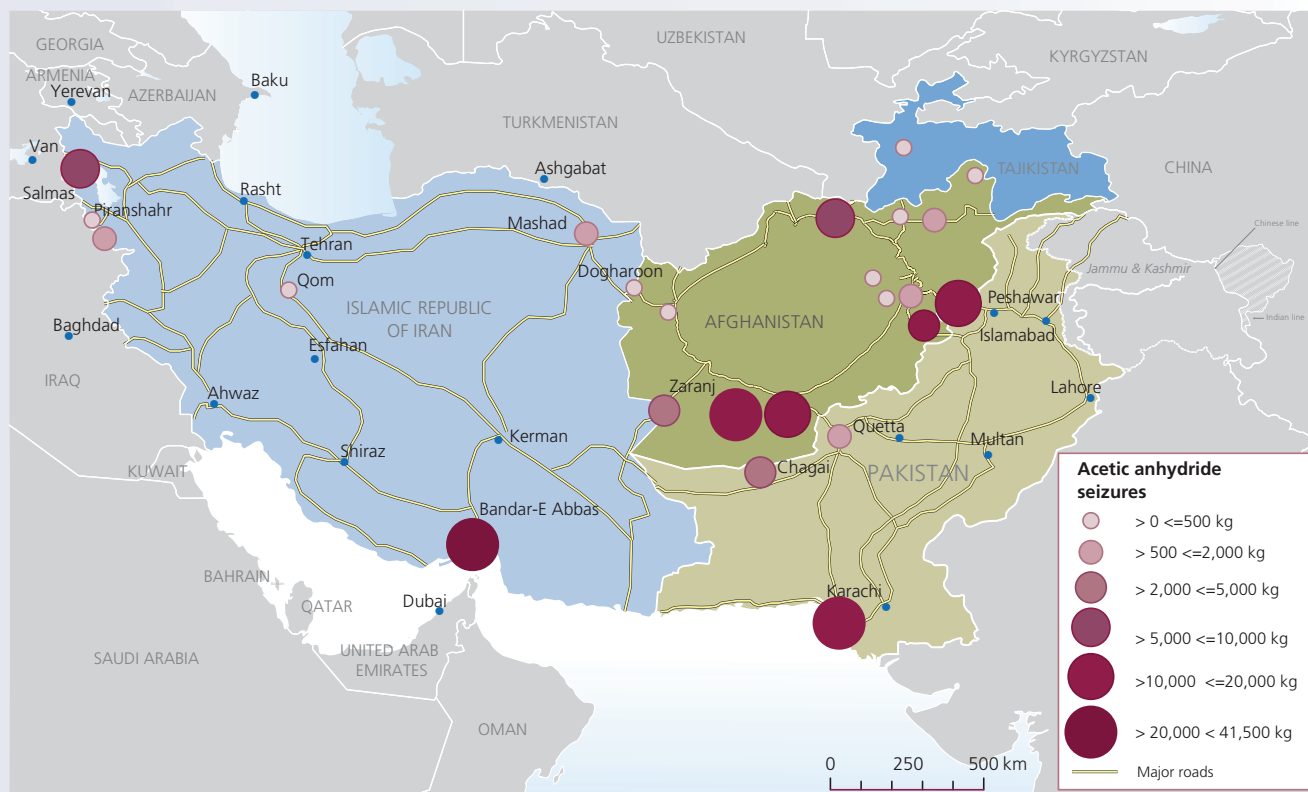 GEORGIA
UZBEKISTAN
KYRGYZSTAN
ARMENIA
Yerevan
AZERBAIJAN
Baku
TURKMENISTAN
Van
Ashgabat
TAJIKISTAN
CHINA
Salmas
Rasht
Piranshahr
Mashad
Chinese line
Tehran
Dogharoon
Jammu & Kashmir
Qom
ISLAMIC REPUBLIC
OF IRAN
Peshawar
Baghdad
AFGHANISTAN
Indian line
Islamabad
Esfahan
IRAQ
Zaranj
Lahore
Ahwaz
Kerman
Quetta
Multan
Shiraz
KUWAIT
Chagai
PAKISTAN
Bandar-E Abbas
BAHRAIN
QATAR
Dubai
Karachi
SAUDI ARABIA
UNITED ARAB
EMIRATES
OMAN
Acetic anhydride
seizures
> 0 <=500 kg
> 500 <=2,000 kg
> 2,000 <=5,000 kg
> 5,000 <=10,000 kg
>10,000 <=20,000 kg
> 20,000 < 41,500 kg
Major roads
0 250 500 km